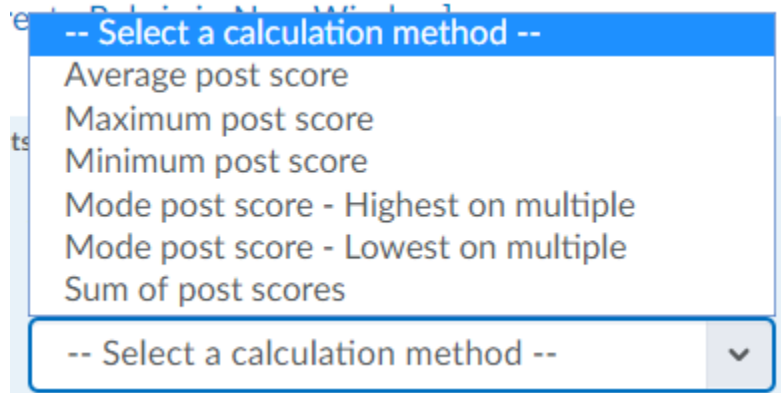 -- Select a calculation method --
Average post score
Maximum post score
ts
Minimum post score
Mode post score - Highest on multiple
Mode post score - Lowest on multiple
Sum of post scores
-- Select a calculation method --